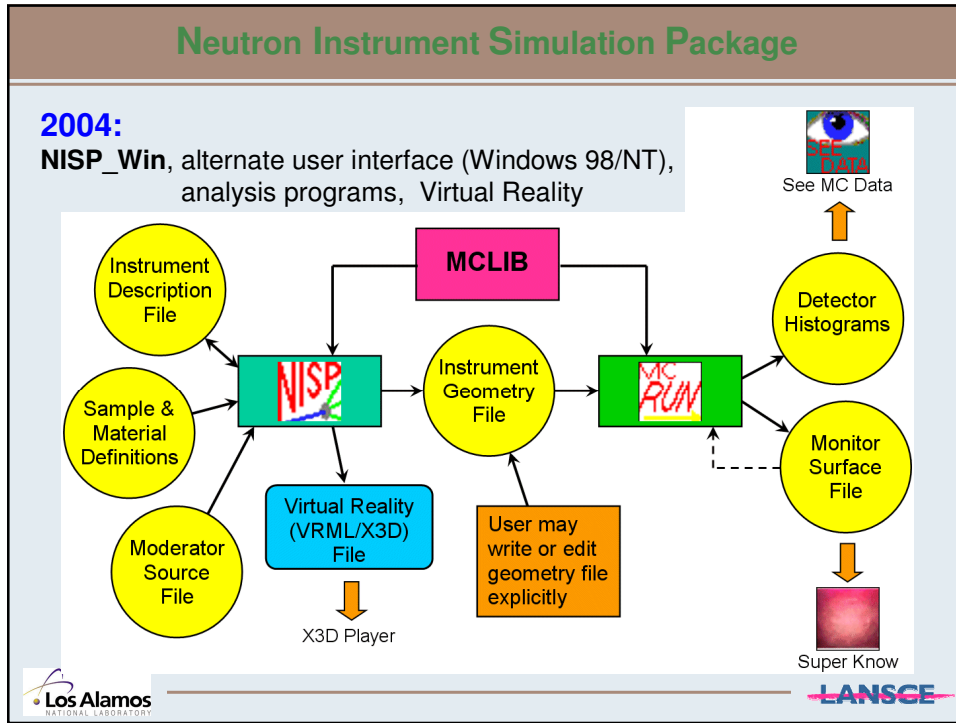 Neutron Instrument Simulation Package
2004:
NISP_Win, alternate user interface (Windows 98/NT),
analysis programs, Virtual Reality
SEE
DATA
See MC Data
MCLIB
Instrument
Description
File
Detector
Histograms
NISP
Instrument
Geometry
File
MC
RUN
Sample &
Material
Definitions
Monitor
Surface
File
Virtual Reality
(VRML/X3D)
File
User may
write or edit
geometry file
explicitly
Moderator
Source
File
X3D Player
Super Know
Los Alamos
NATIONAL LABORATORY
LANSCE